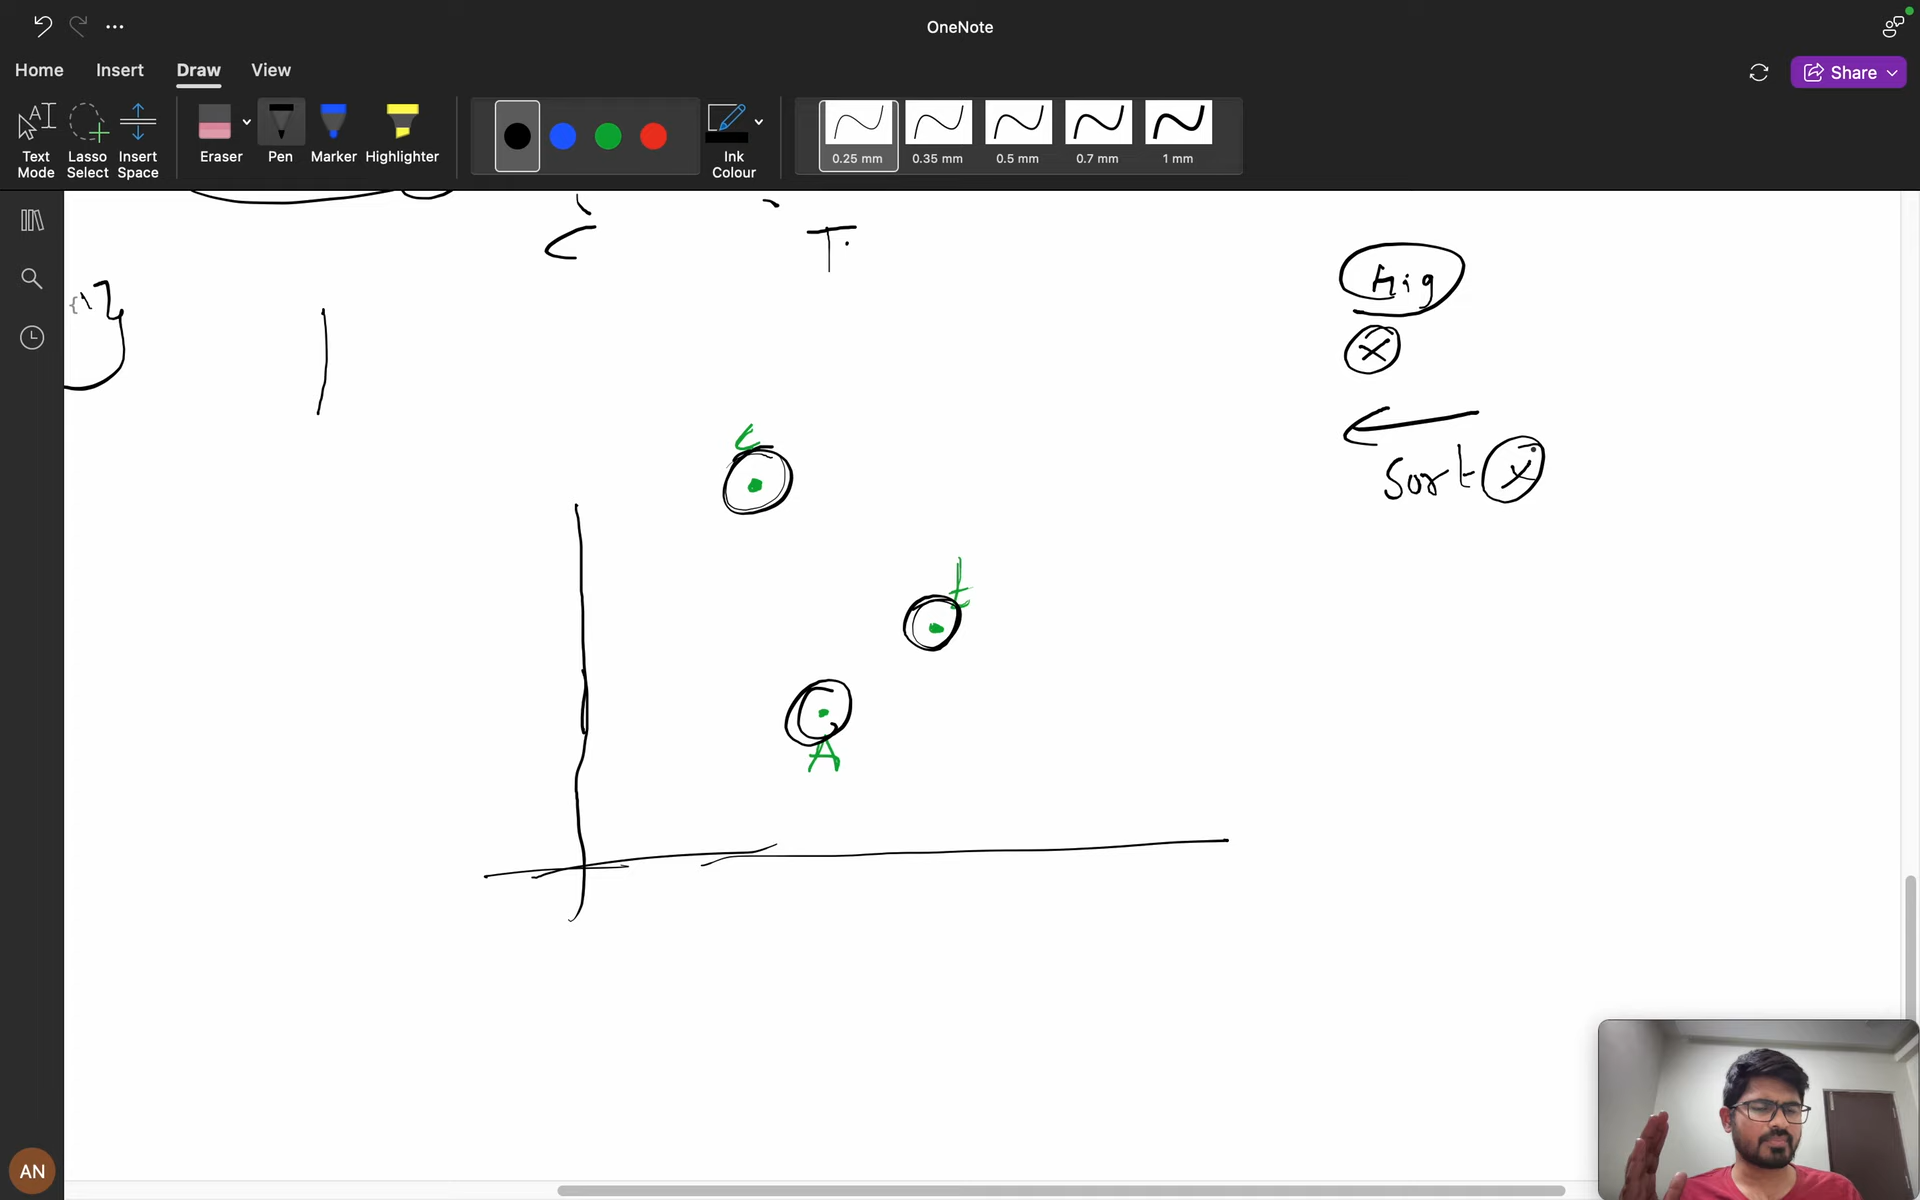 OneNote
Home Insert Draw View
Share
Text Mode
Lasso Select
Insert Space
Eraser
Pen
Marker
Highlighter
Ink Colour
0.25 mm
0.35 mm
0.5 mm
0.7 mm
1 mm
C T.
Hig
x
Sort x
C
t
A
AN